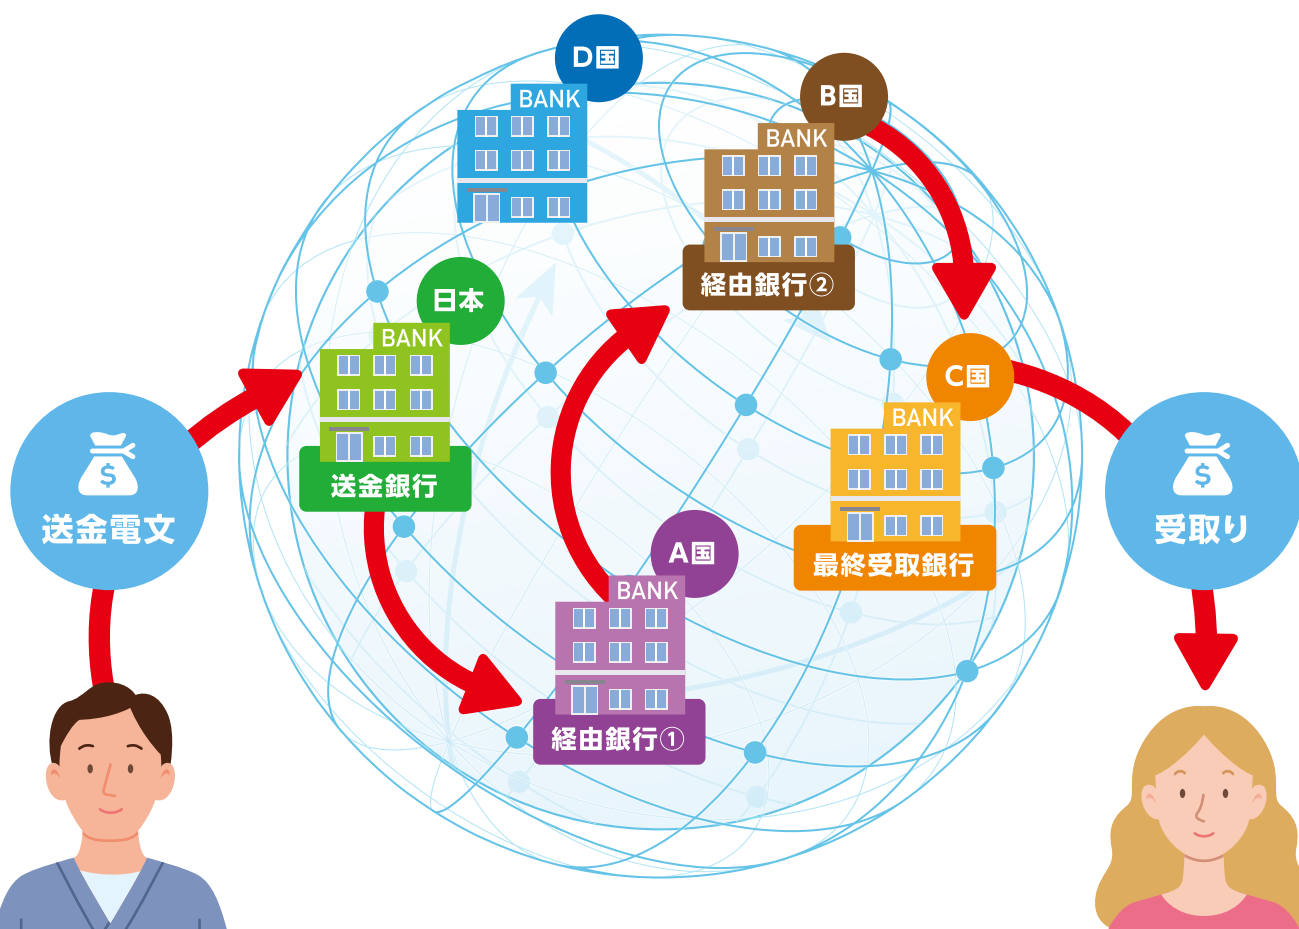 D国
BANK
B国
BANK
経由銀行②
日本
BANK
送金銀行
C国
BANK
最終受取銀行
A国
BANK
経由銀行①
$
送金電文
$
受取り